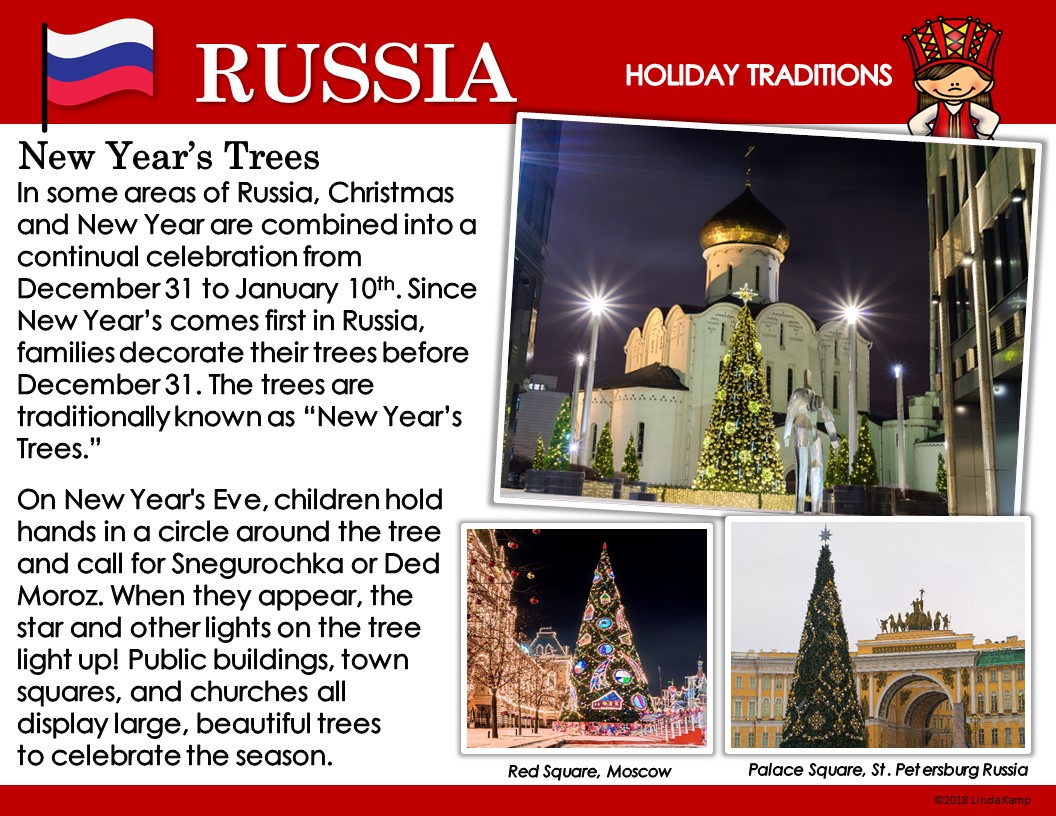 RUSSIA
HOLIDAY TRADITIONS
New Year’s Trees
In some areas of Russia, Christmas
and New Year are combined into a
continual celebration from
December 31 to January 10th. Since
New Year’s comes first in Russia,
families decorate their trees before
December 31. The trees are
traditionally known as “New Year’s
Trees.”
On New Year's Eve, children hold
hands in a circle around the tree
and call for Snegurochka or Ded
Moroz. When they appear, the
star and other lights on the tree
light up! Public buildings, town
squares, and churches all
display large, beautiful trees
to celebrate the season.
Red Square, Moscow
Palace Square, St. Petersburg Russia
©2018 Linda Kamp